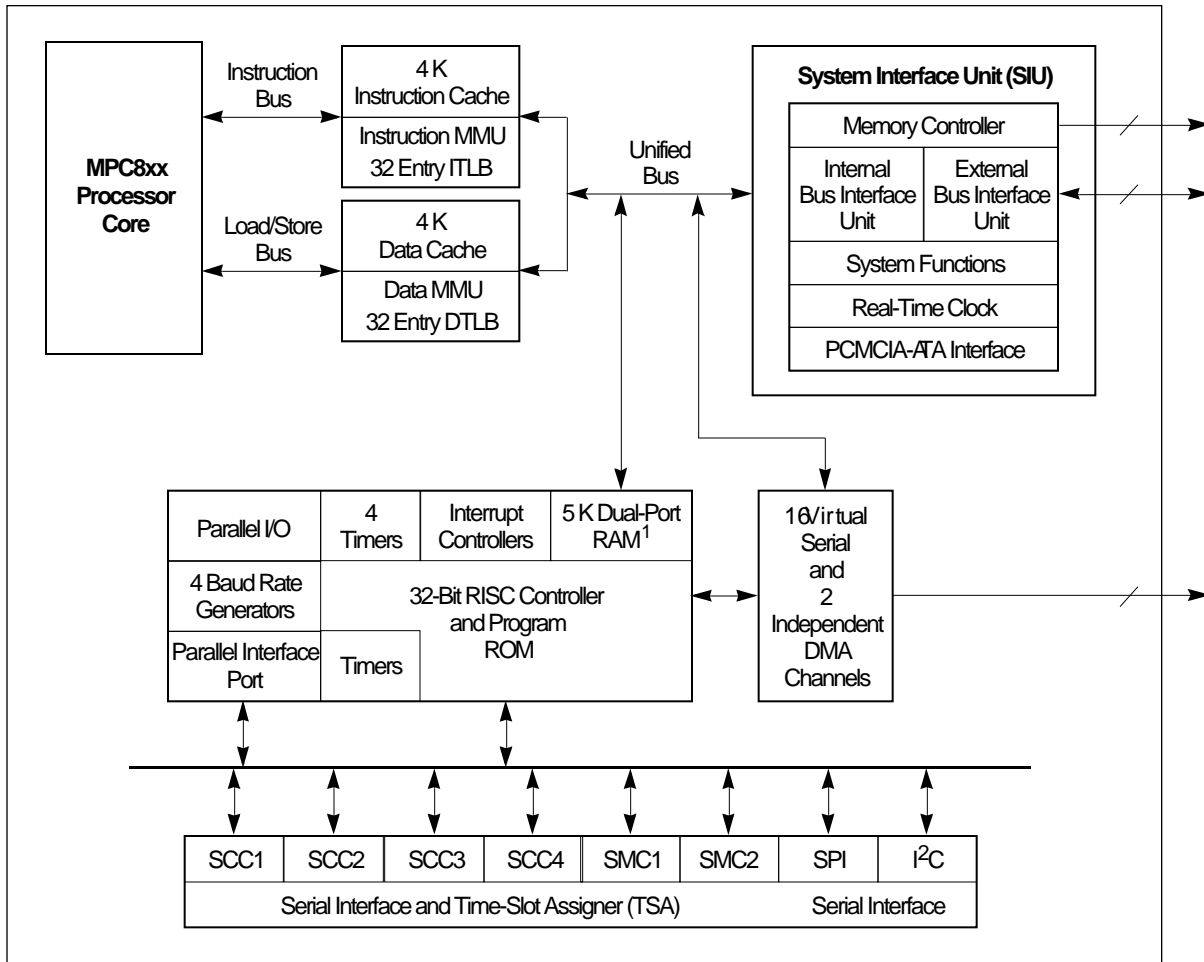 MPC8xx
Processor
Core
Instruction
Bus
Load/Store
Bus
4 K
Instruction Cache
Instruction MMU
32 Entry ITLB
4 K
Data Cache
Data MMU
32 Entry DTLB
Unified
Bus
System Interface Unit (SIU)
Memory Controller
Internal
Bus Interface
Unit
External
Bus Interface
Unit
System Functions
Real-Time Clock
PCMCIA-ATA Interface
Parallel I/O
4
Timers
Interrupt
Controllers
5 K Dual-Port
RAM1
4 Baud Rate
Generators
32-Bit RISC Controller
and Program
ROM
Parallel Interface
Port
Timers
16Virtual
Serial
and
2
Independent
DMA
Channels
SCC1
SCC2
SCC3
SCC4
SMC1
SMC2
SPI
I2C
Serial Interface and Time-Slot Assigner (TSA)
Serial Interface